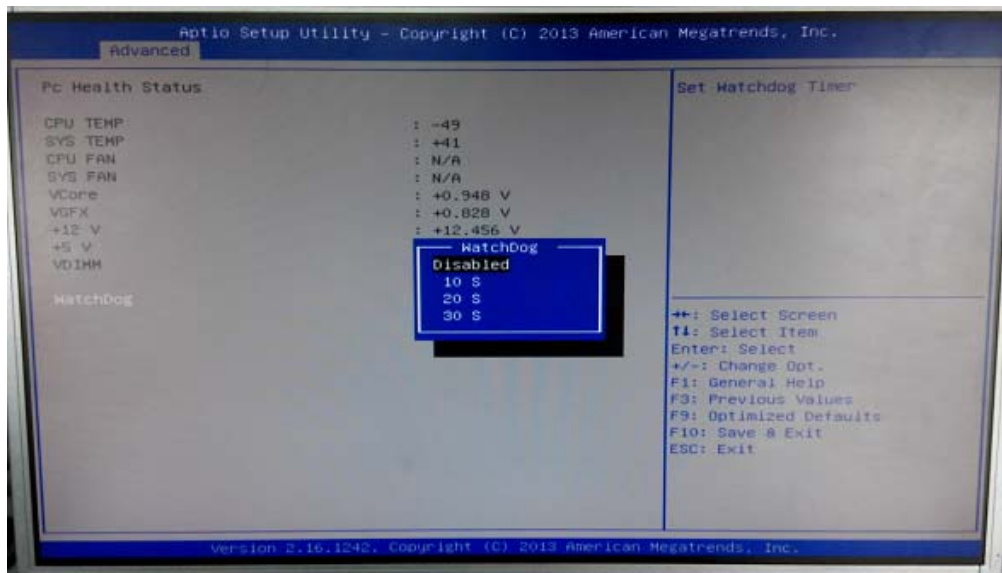 Aptio Setup Utility – Copyright (C) 2013 American Megatrends, Inc.
Advanced
Pc Health Status
Set Watchdog Timer
CPU TEMP : -49
SYS TEMP : +41
CPU FAN : N/A
SYS FAN : N/A
VCore : +0.948 V
VGFX : +0.828 V
+12 V : +12.456 V
+5 V
VDIMM
WatchDog
WatchDog
Disabled
10 S
20 S
30 S
→←: Select Screen
↑↓: Select Item
Enter: Select
+/-: Change Opt.
F1: General Help
F3: Previous Values
F9: Optimized Defaults
F10: Save & Exit
ESC: Exit
Version 2.16.1242. Copyright (C) 2013 American Megatrends, Inc.